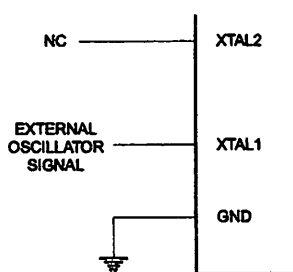 NC XTAL2
EXTERNAL
OSCILLATOR
SIGNAL
XTAL1
GND